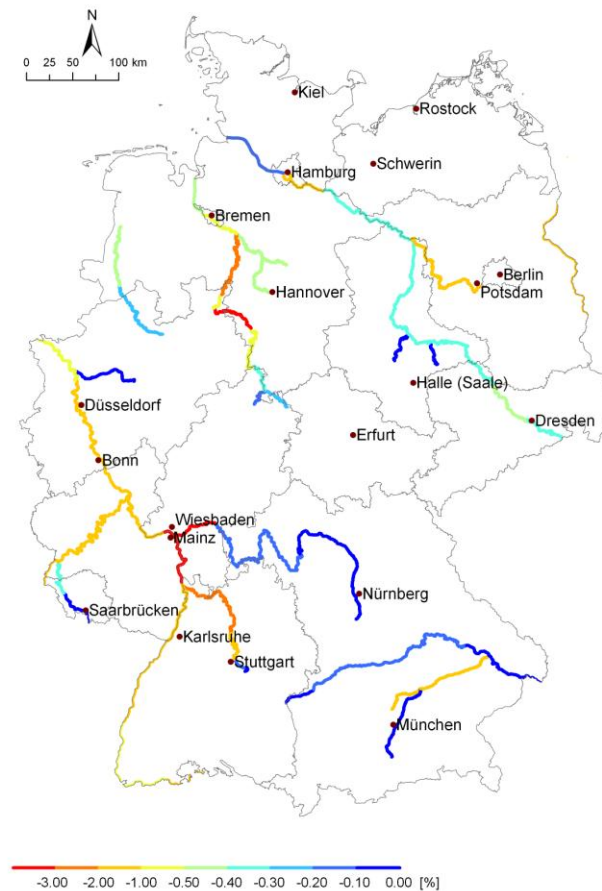 N
0 25 50 100 km
Kiel
Rostock
Schwerin
Hamburg
Bremen
Berlin
Potsdam
Hannover
Halle (Saale)
Düsseldorf
Dresden
Erfurt
Bonn
Wiesbaden
Mainz
Nürnberg
Saarbrücken
Karlsruhe
Stuttgart
München
-3.00 -2.00 -1.00 -0.50 -0.40 -0.30 -0.20 -0.10 0.00 [%]